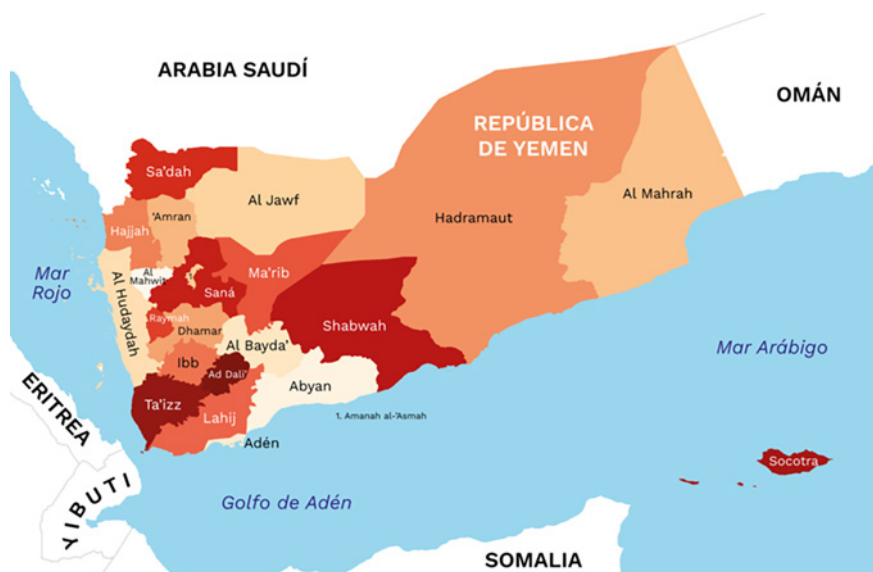 ARABIA SAUDÍ
OMÁN
REPÚBLICA
DE YEMEN
Sa'dah
Al Jawf
Al Mahrah
'Amran
Hadramaut
Hajjah
Mar
Rojo
Al
Mahwit
Ma'rib
Saná
Al Hudaydah
Raymah
Shabwah
Dhamar
Al Bayda'
Mar Arábigo
Ibb
Ad Dali'
Abyan
ERITREA
Ta'izz
Lahij
1. Amanah al-'Asmah
Adén
Socotra
YIBUTI
Golfo de Adén
SOMALIA